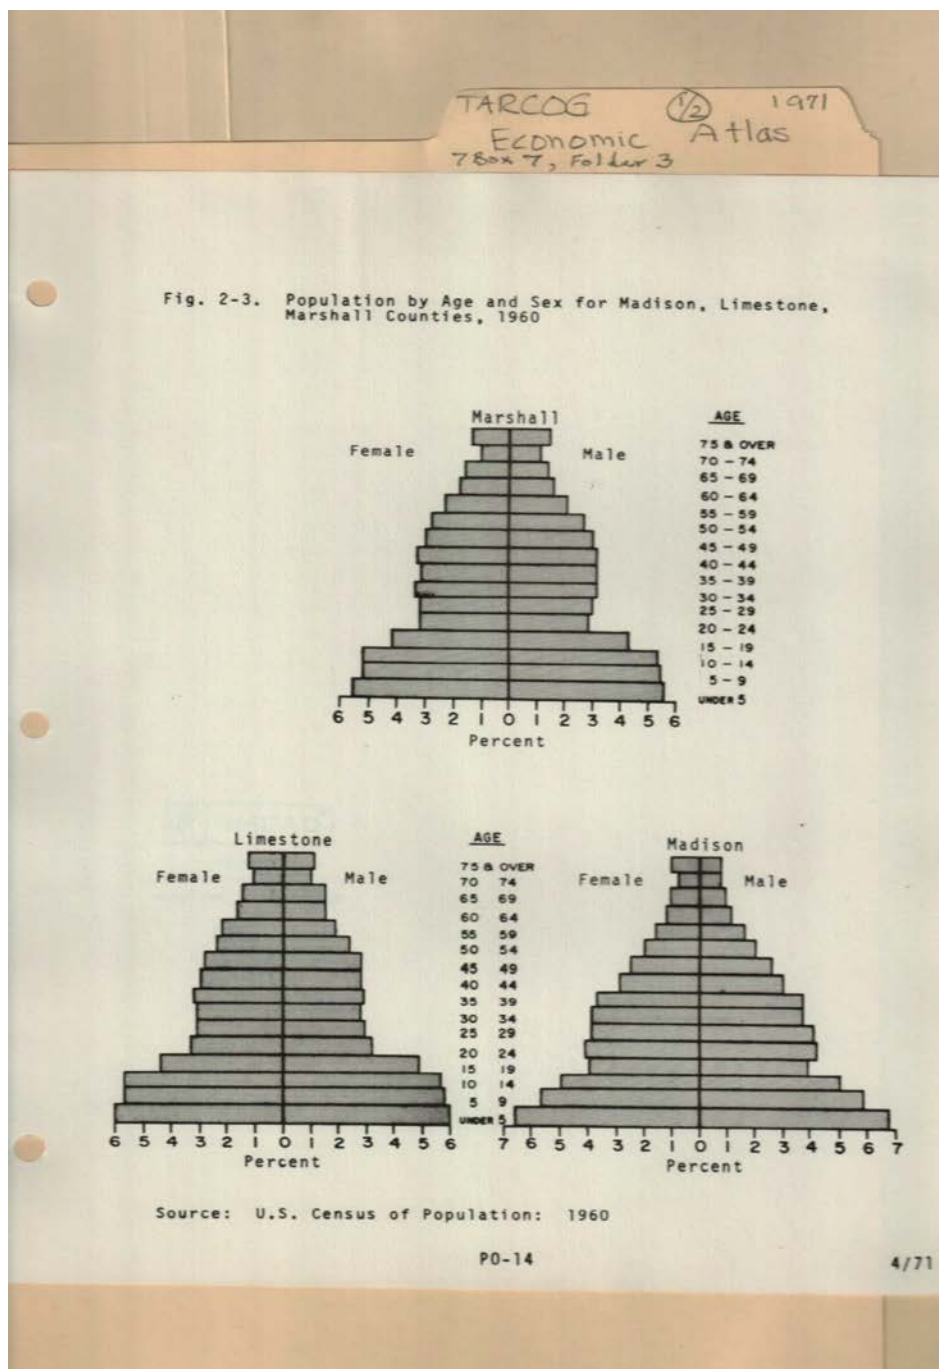 TARCOG 1/2 1971
Economic Atlas
7 Box 7, Folder 3
Fig. 2-3. Population by Age and Sex for Madison, Limestone,
Marshall Counties, 1960
Marshall
AGE
Female
Male
75 & OVER
70 - 74
65 - 69
60 - 64
55 - 59
50 - 54
45 - 49
40 - 44
35 - 39
30 - 34
25 - 29
20 - 24
15 - 19
10 - 14
5 - 9
UNDER 5
6 5 4 3 2 1 0 1 2 3 4 5 6
Percent
Limestone
Female
Male
AGE
75 & OVER
70 74
65 69
60 64
55 59
50 54
45 49
40 44
35 39
30 34
25 29
20 24
15 19
10 14
5 9
UNDER 5
6 5 4 3 2 1 0 1 2 3 4 5 6
Percent
Madison
Female
Male
7 6 5 4 3 2 1 0 1 2 3 4 5 6 7
Percent
Source: U.S. Census of Population: 1960
PO-14
4/71